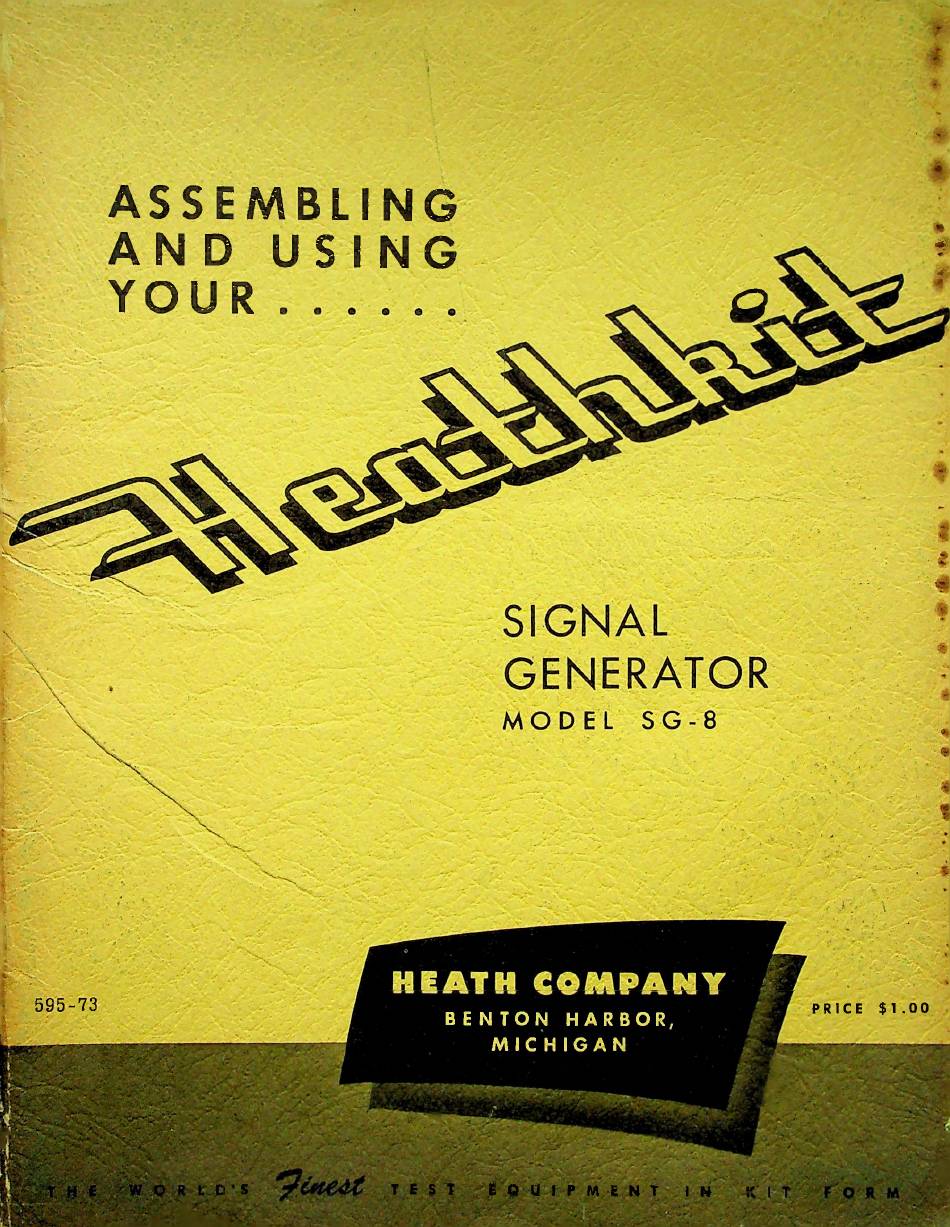 ASSEMBLING
AND USING
YOUR . . . . . .
Heathkit
SIGNAL
GENERATOR
MODEL SG-8
595-73
HEATH COMPANY
BENTON HARBOR,
MICHIGAN
PRICE $1.00
THE WORLD'S Finest TEST EQUIPMENT IN KIT FORM